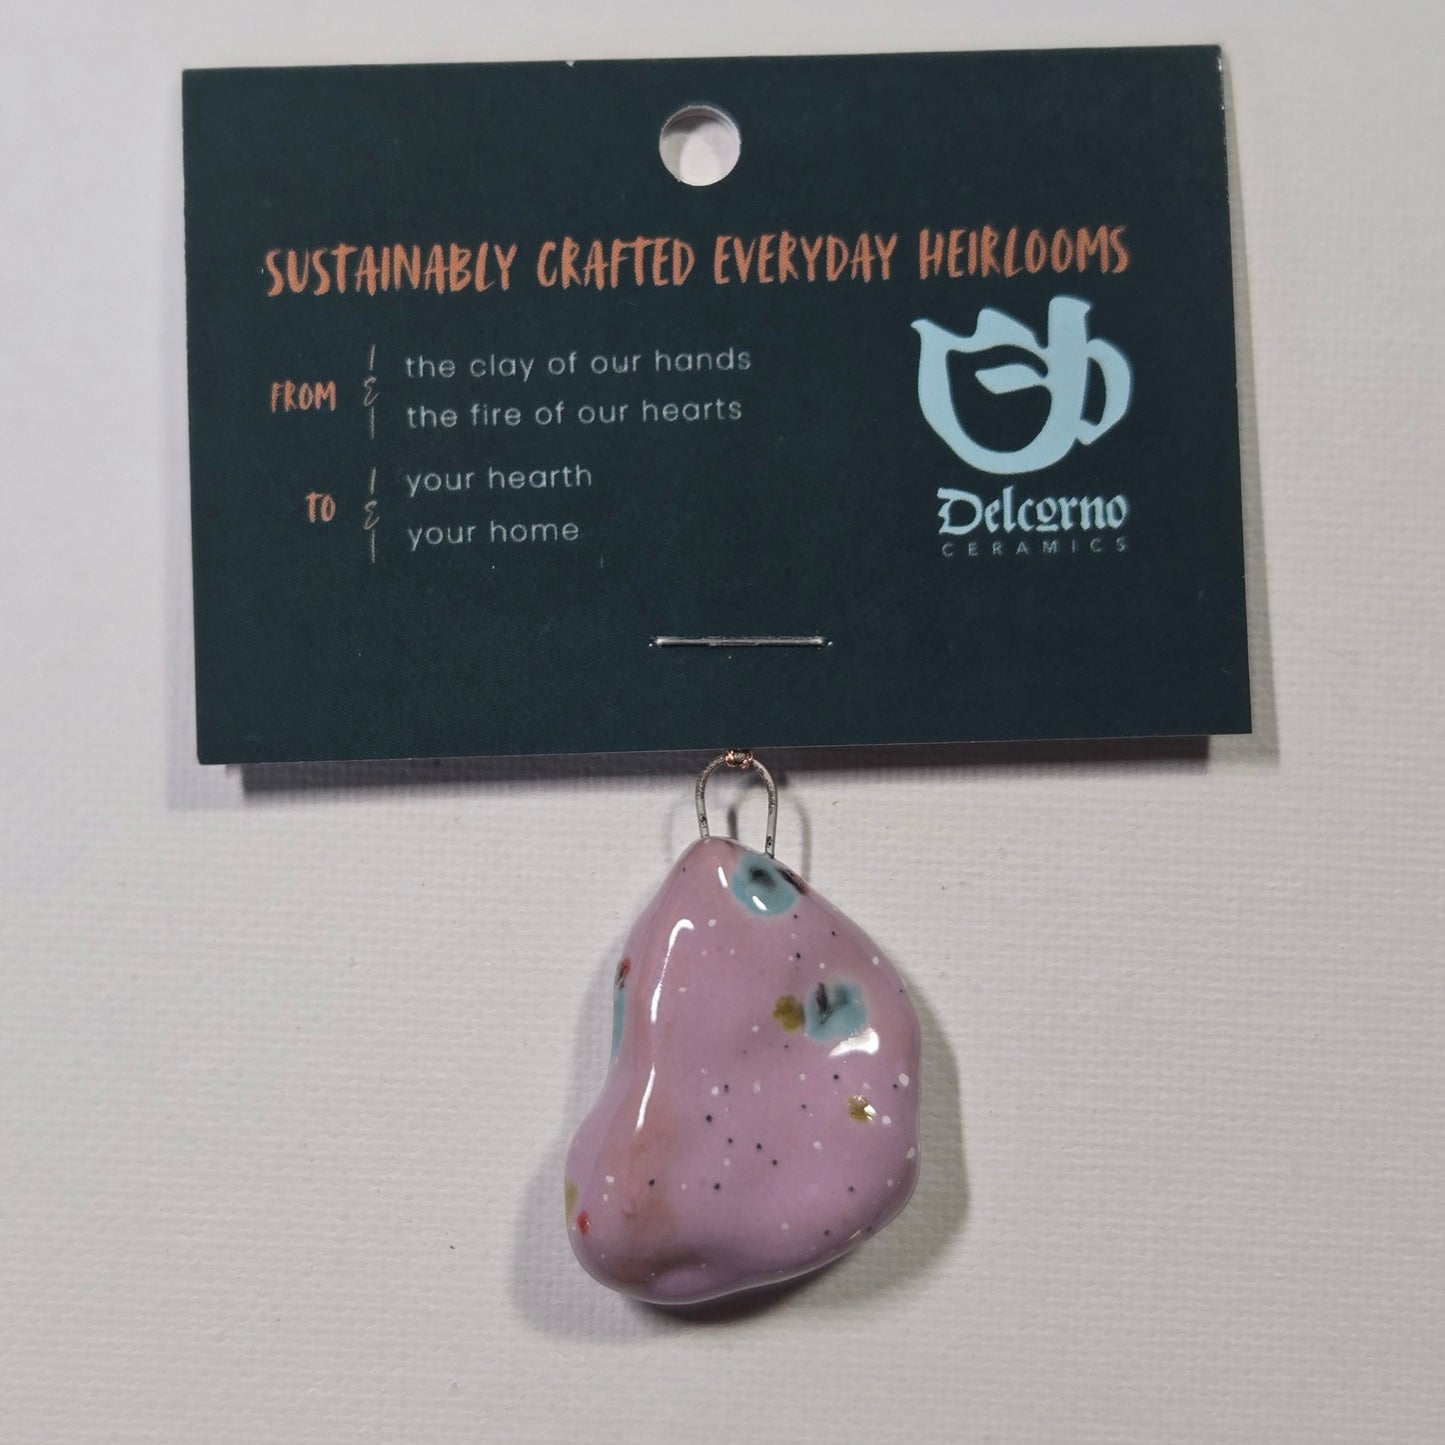 SUSTAINABLY CRAFTED EVERYDAY HEIRLOOMS
FROM
&
the clay of our hands
the fire of our hearts
TO
&
your hearth
your home
Delcorno
CERAMICS